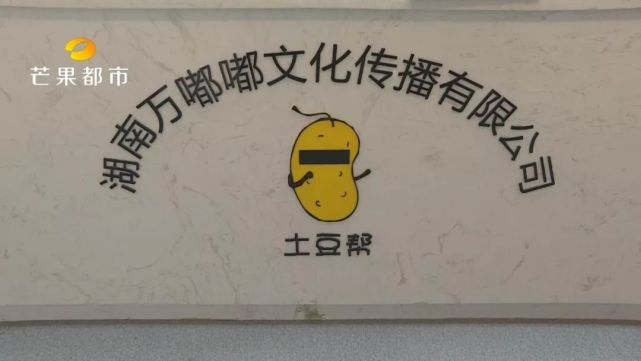 芒果都市
湖南万嘟嘟文化传播有限公司
土豆帮